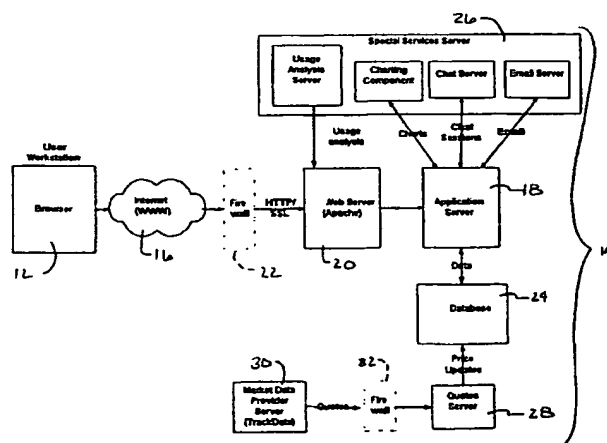 26
Special Services Server
Usage
Analysis
Server
Charting
Component
Chat Server
Email Server
Usage
analysis
Charts
Chat
Sessions
Email
User
Workstation
Browser
12
Internet
(WWW)
16
Fire
wall
22
HTTP/
SSL
Web Server
(Apache)
20
Application
Server
18
Data
Database
24
Price
Updates
30
Market Data
Provider
Server
(TrackData)
Quotes
32
Fire
wall
Quotes
Server
28